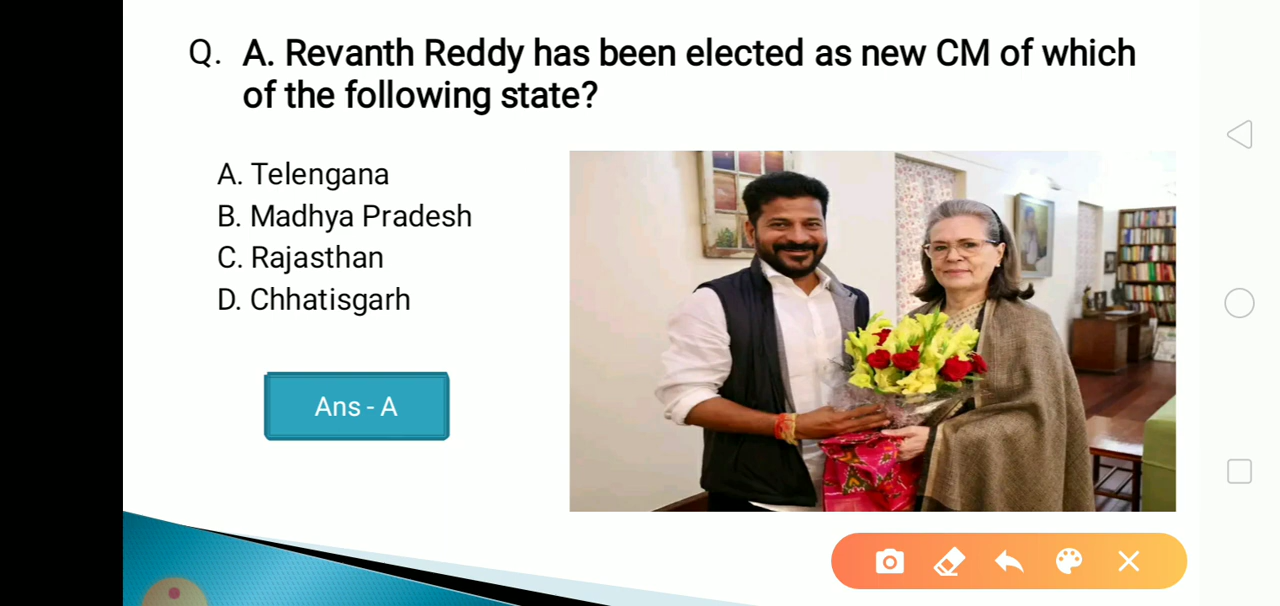 Q. A. Revanth Reddy has been elected as new CM of which
of the following state?
A. Telengana
B. Madhya Pradesh
C. Rajasthan
D. Chhatisgarh
Ans - A